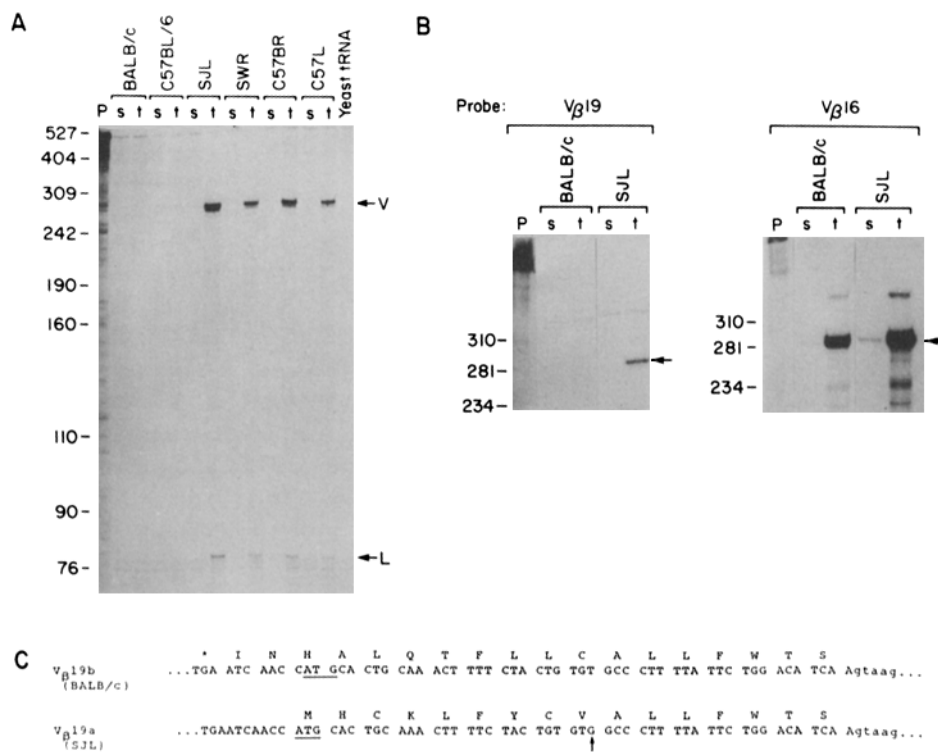 A
BALB/c C57BL/6 SJL SWR C57BR C57L Yeast tRNA
P s t s t s t s t s t s t
527
404
309
V
242
190
160
110
90
L
76
B
Probe: Vβ19 Vβ16
BALB/c SJL BALB/c SJL
P s t s t P s t s t
310
281
234
310
281
234
C
* I N H A L Q T F L L C A L L F W T S
Vβ19b ...TGA ATC AAC CAT GCA CTG CAA ACT TTT CTA CTG TGT GCC CTT TTA TTC TGG ACA TCA Agtaag...
(BALB/c)
M H C K L F Y C V A L L F W T S
Vβ19a ...TGAATCAACC ATG CAC TGC AAA CTT TTC TAC TGT GTG GCC CTT TTA TTC TGG ACA TCA Agtaag...
(SJL)